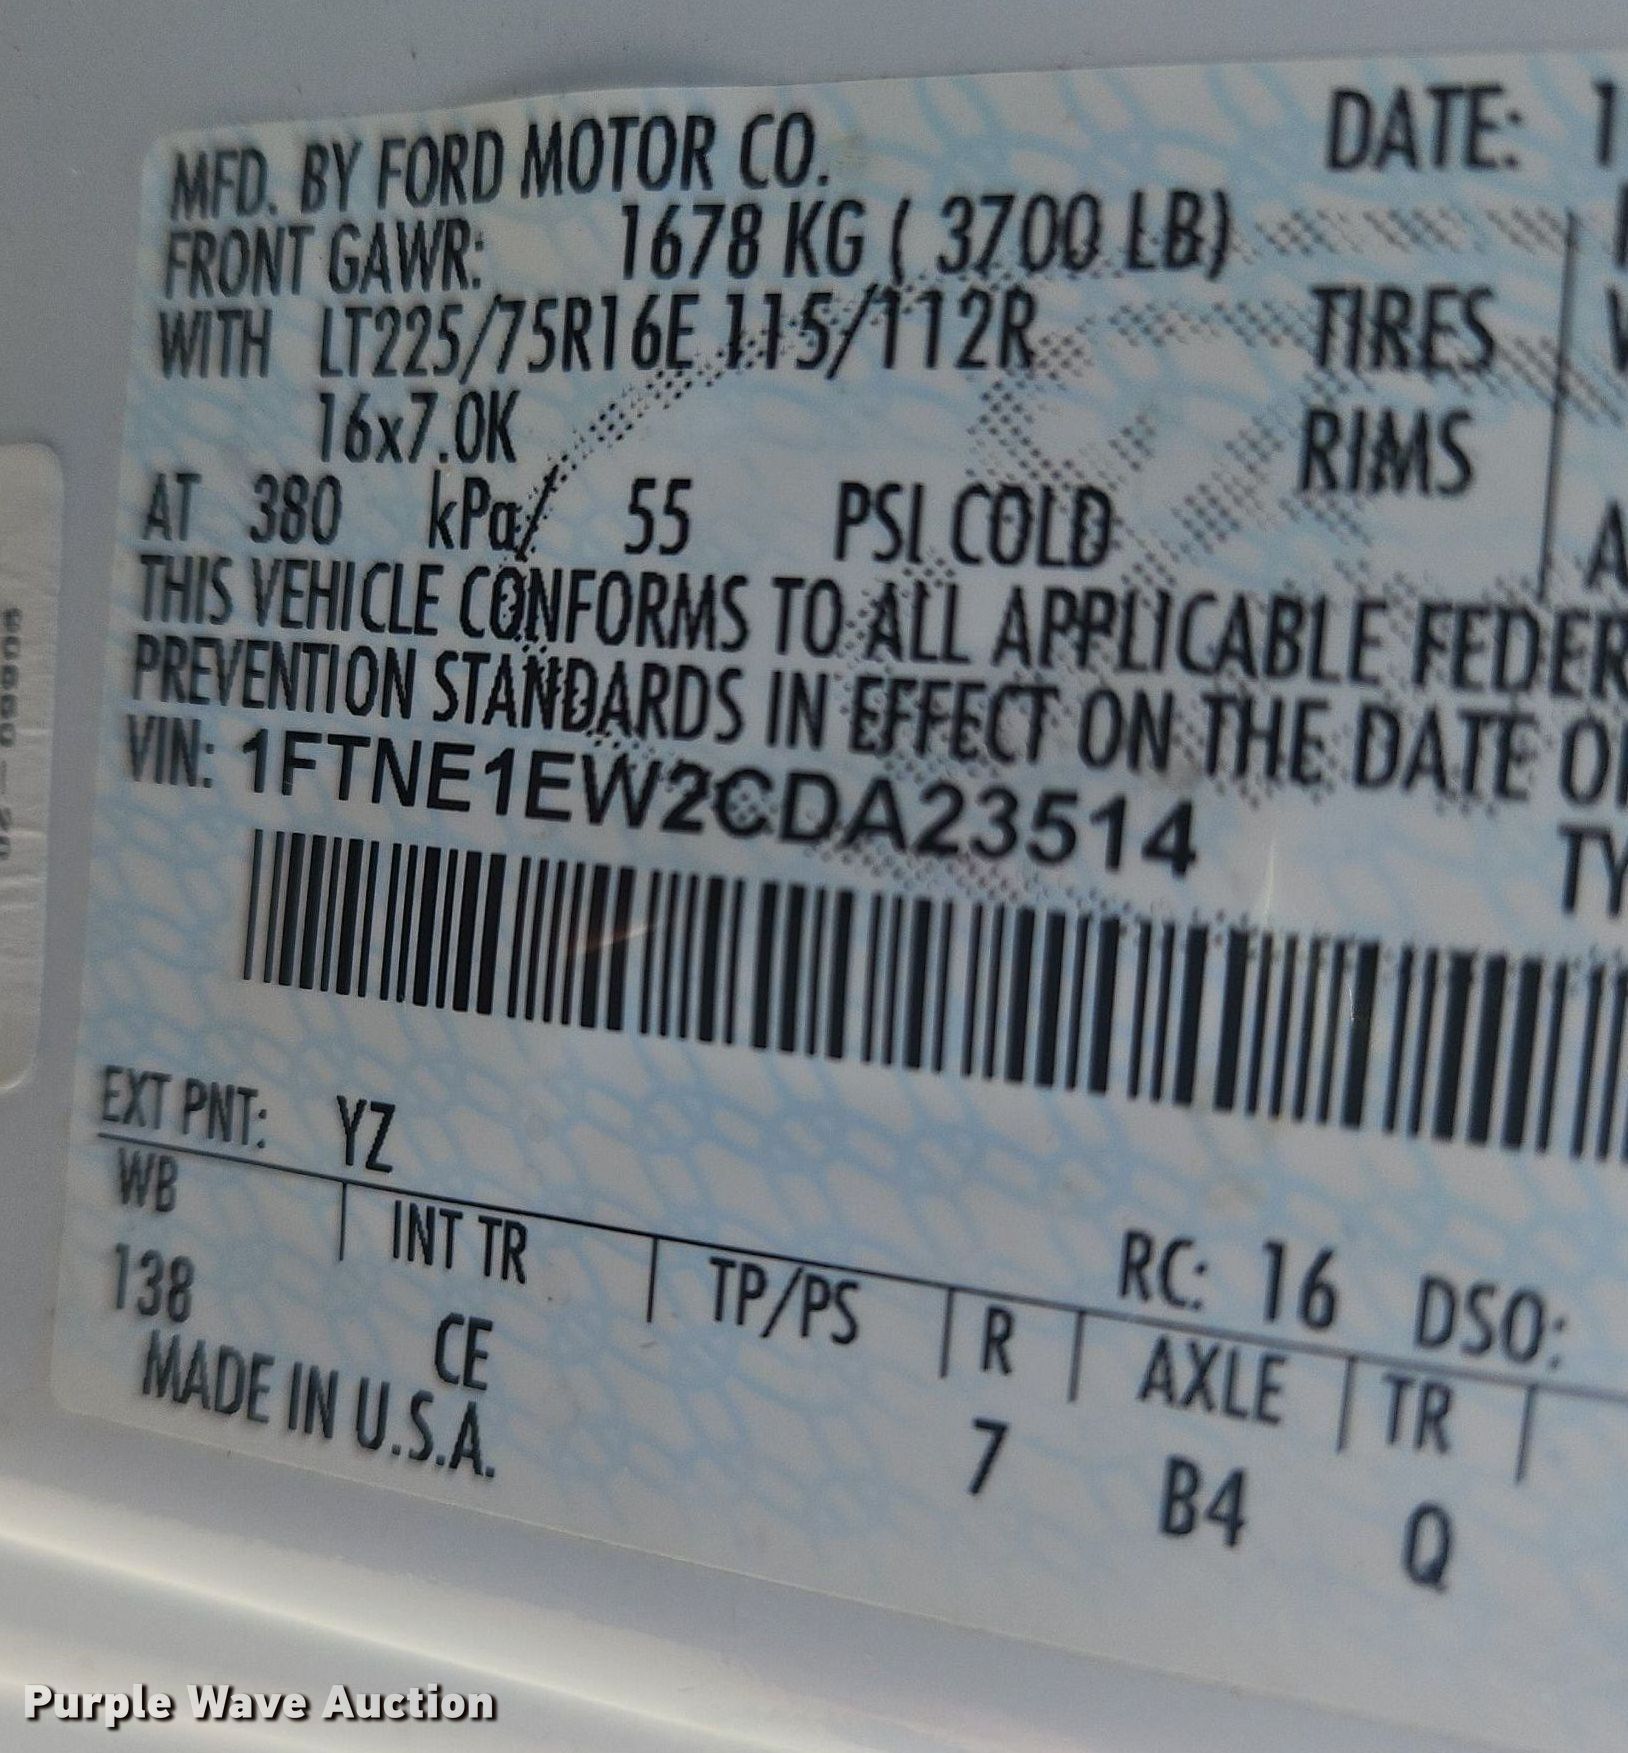 MFD. BY FORD MOTOR CO. DATE: 1
FRONT GAWR: 1678 KG ( 3700 LB)
WITH LT225/75R16E 115/112R TIRES
16x7.0K RIMS
AT 380 kPa/ 55 PSI COLD A
THIS VEHICLE CONFORMS TO ALL APPLICABLE FEDER
PREVENTION STANDARDS IN EFFECT ON THE DATE O
VIN: 1FTNE1EW2CDA23514 TY
EXT PNT: YZ RC: 16 DSO:
WB INT TR TP/PS R AXLE TR
138 CE 7 B4 Q
MADE IN U.S.A.
Purple Wave Auction